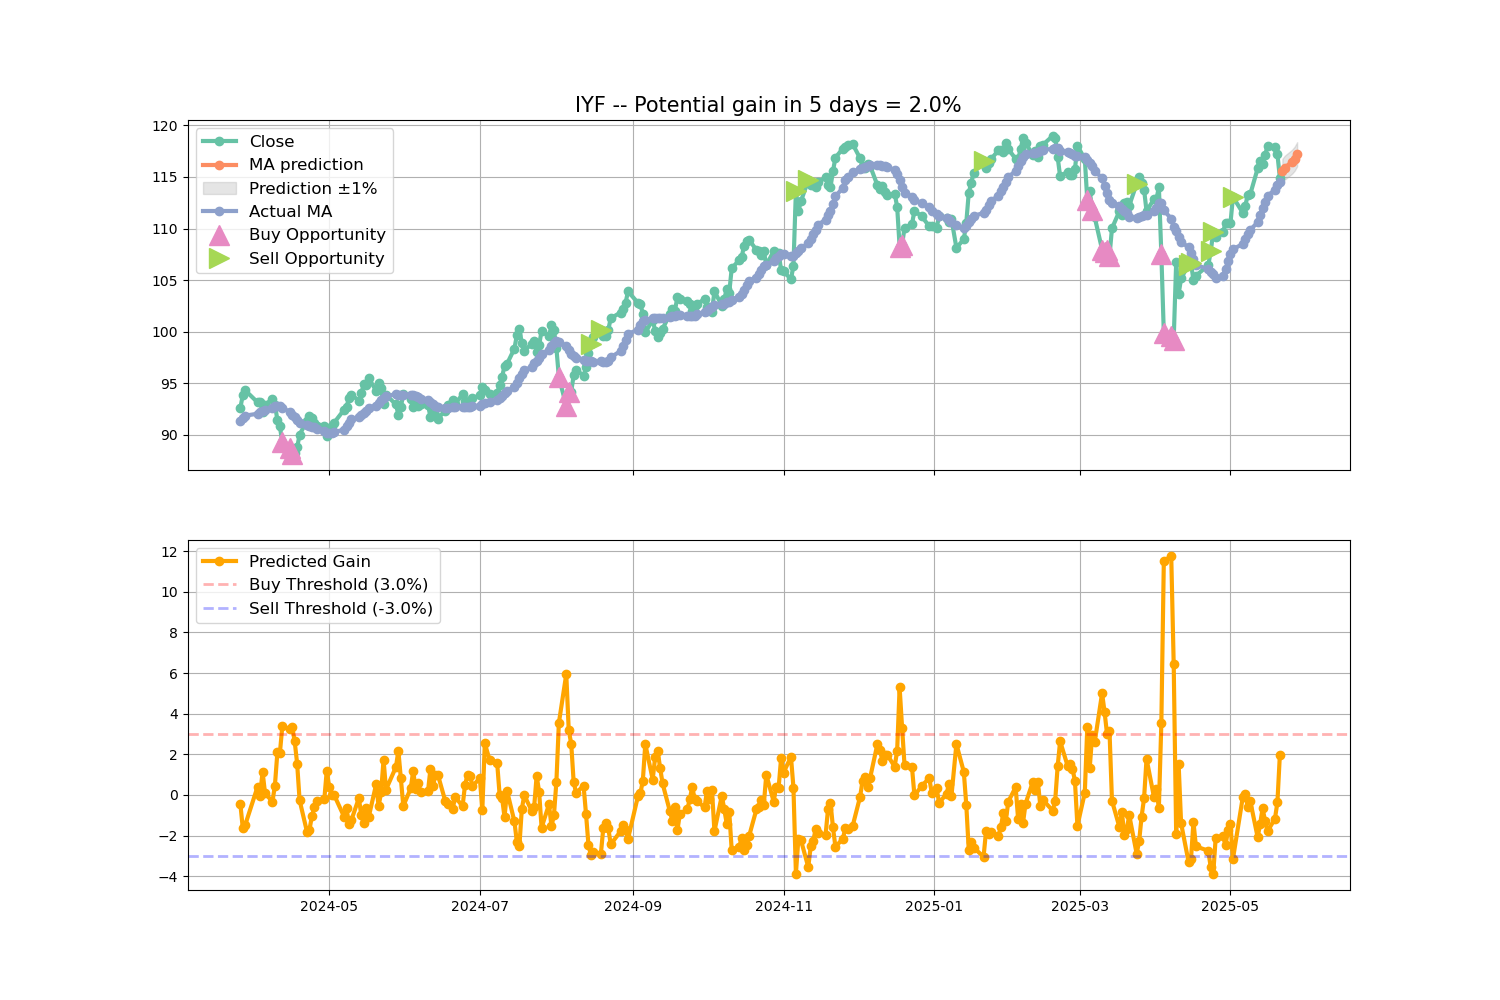 IYF -- Potential gain in 5 days = 2.0%
120
115
110
105
100
95
90
Close
MA prediction
Prediction ±1%
Actual MA
Buy Opportunity
Sell Opportunity
12
10
8
6
4
2
0
−2
−4
Predicted Gain
Buy Threshold (3.0%)
Sell Threshold (-3.0%)
2024-05 2024-07 2024-09 2024-11 2025-01 2025-03 2025-05